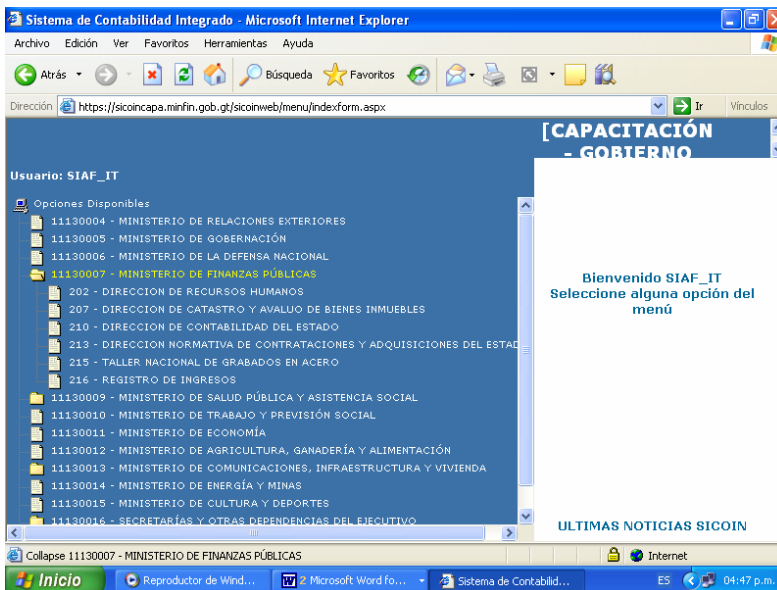 Sistema de Contabilidad Integrado - Microsoft Internet Explorer
Archivo Edición Ver Favoritos Herramientas Ayuda
Atrás Búsqueda Favoritos
Dirección https://sicoincapa.minfin.gob.gt/sicoinweb/menu/indexform.aspx Ir Vínculos
[CAPACITACIÓN
- GOBIERNO
Usuario: SIAF_IT
Opciones Disponibles
11130004 - MINISTERIO DE RELACIONES EXTERIORES
11130005 - MINISTERIO DE GOBERNACIÓN
11130006 - MINISTERIO DE LA DEFENSA NACIONAL
11130007 - MINISTERIO DE FINANZAS PÚBLICAS
202 - DIRECCION DE RECURSOS HUMANOS
207 - DIRECCION DE CATASTRO Y AVALUO DE BIENES INMUEBLES
210 - DIRECCION DE CONTABILIDAD DEL ESTADO
213 - DIRECCION NORMATIVA DE CONTRATACIONES Y ADQUISICIONES DEL ESTAD
215 - TALLER NACIONAL DE GRABADOS EN ACERO
216 - REGISTRO DE INGRESOS
11130009 - MINISTERIO DE SALUD PÚBLICA Y ASISTENCIA SOCIAL
11130010 - MINISTERIO DE TRABAJO Y PREVISIÓN SOCIAL
11130011 - MINISTERIO DE ECONOMÍA
11130012 - MINISTERIO DE AGRICULTURA, GANADERÍA Y ALIMENTACIÓN
11130013 - MINISTERIO DE COMUNICACIONES, INFRAESTRUCTURA Y VIVIENDA
11130014 - MINISTERIO DE ENERGÍA Y MINAS
11130015 - MINISTERIO DE CULTURA Y DEPORTES
11130016 - SECRETARÍAS Y OTRAS DEPENDENCIAS DEL EJECUTIVO
Bienvenido SIAF_IT
Seleccione alguna opción del
menú
ULTIMAS NOTICIAS SICOIN
Collapse 11130007 - MINISTERIO DE FINANZAS PÚBLICAS Internet
Inicio Reproductor de Wind... 2 Microsoft Word fo... Sistema de Contabilid... ES 04:47 p.m.